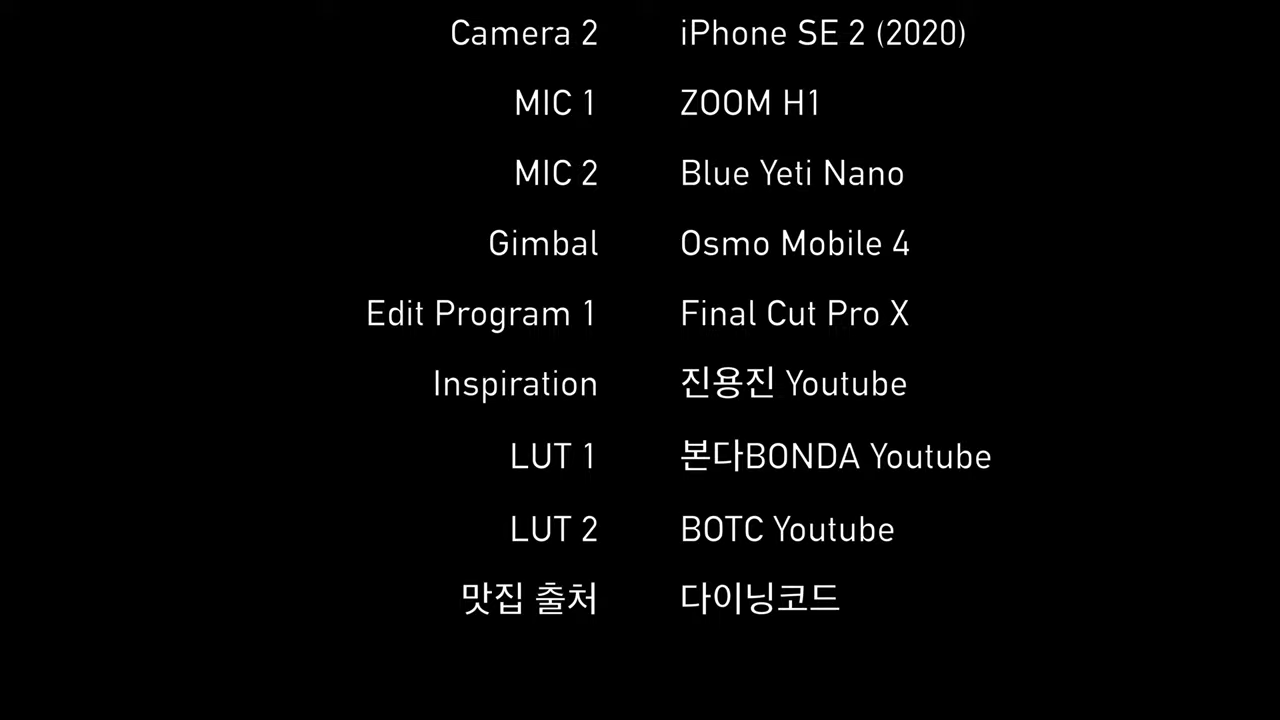 Camera 2 iPhone SE 2 (2020)
MIC 1 ZOOM H1
MIC 2 Blue Yeti Nano
Gimbal Osmo Mobile 4
Edit Program 1 Final Cut Pro X
Inspiration 진용진 Youtube
LUT 1 본다BONDA Youtube
LUT 2 BOTC Youtube
맛집 출처 다이닝코드